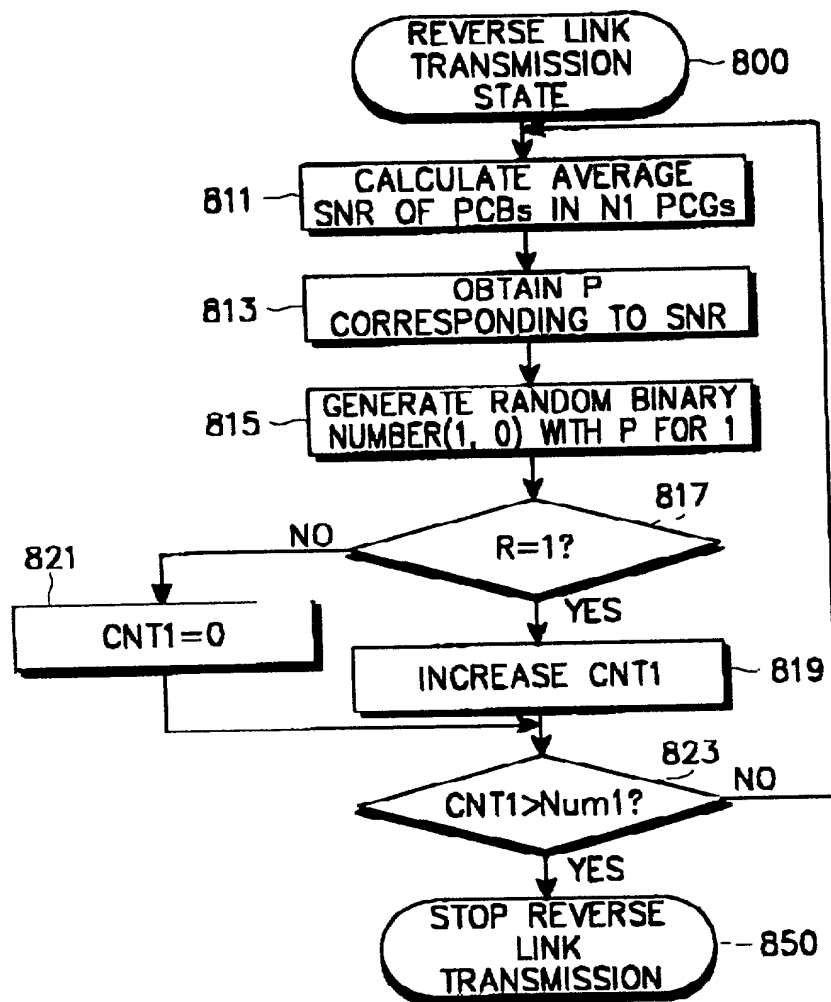 REVERSE LINK
TRANSMISSION
STATE
800
811
CALCULATE AVERAGE
SNR OF PCBs IN N1 PCGs
813
OBTAIN P
CORRESPONDING TO SNR
815
GENERATE RANDOM BINARY
NUMBER(1, 0) WITH P FOR 1
817
NO
R=1?
821
YES
CNT1=0
INCREASE CNT1
819
823
NO
CNT1>Num1?
YES
STOP REVERSE
LINK
TRANSMISSION
850